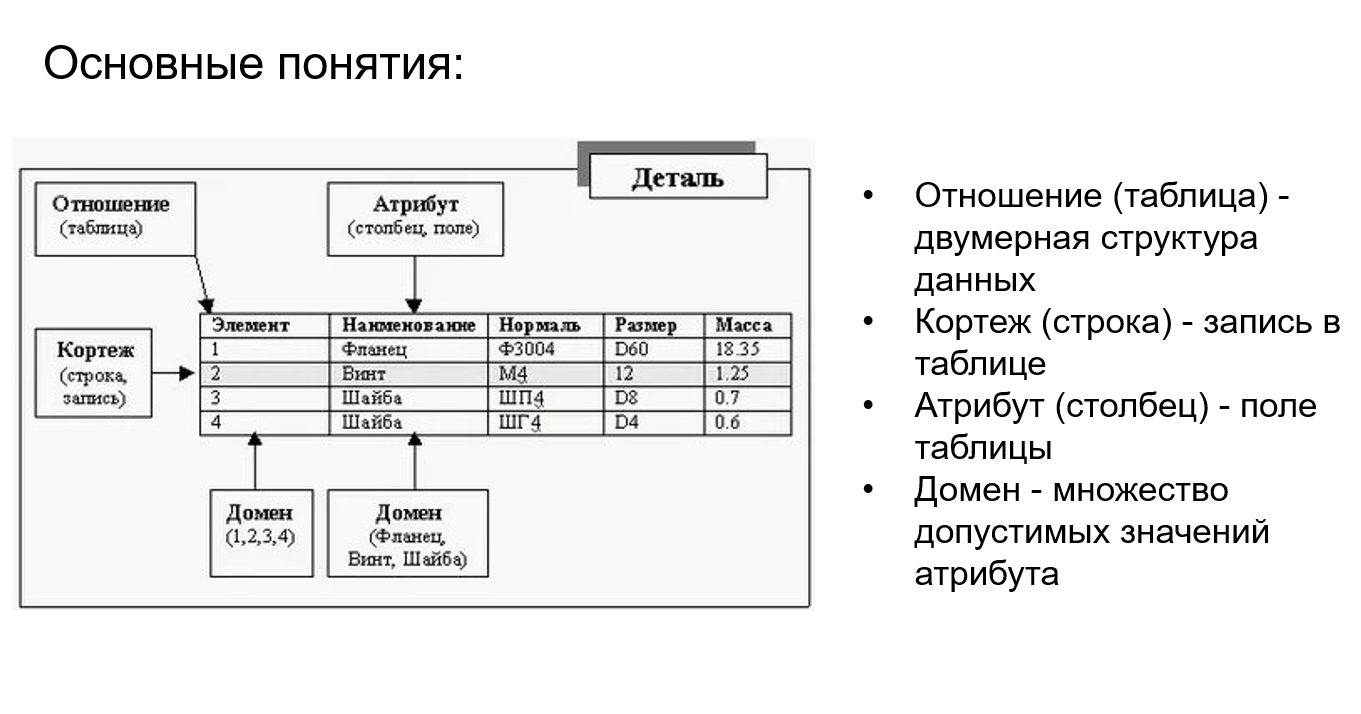 Основные понятия:
Деталь
Отношение
(таблица)
Атрибут
(столбец, поле)
Кортеж
(строка,
запись)
Элемент Наименование Нормаль Размер Масса
1 Фланец Ф3004 D60 18.35
2 Винт М4 12 1.25
3 Шайба ШП4 D8 0.7
4 Шайба ШГ4 D4 0.6
Домен
(1,2,3,4)
Домен
(Фланец,
Винт, Шайба)
• Отношение (таблица) -
двумерная структура
данных
• Кортеж (строка) - запись в
таблице
• Атрибут (столбец) - поле
таблицы
• Домен - множество
допустимых значений
атрибута